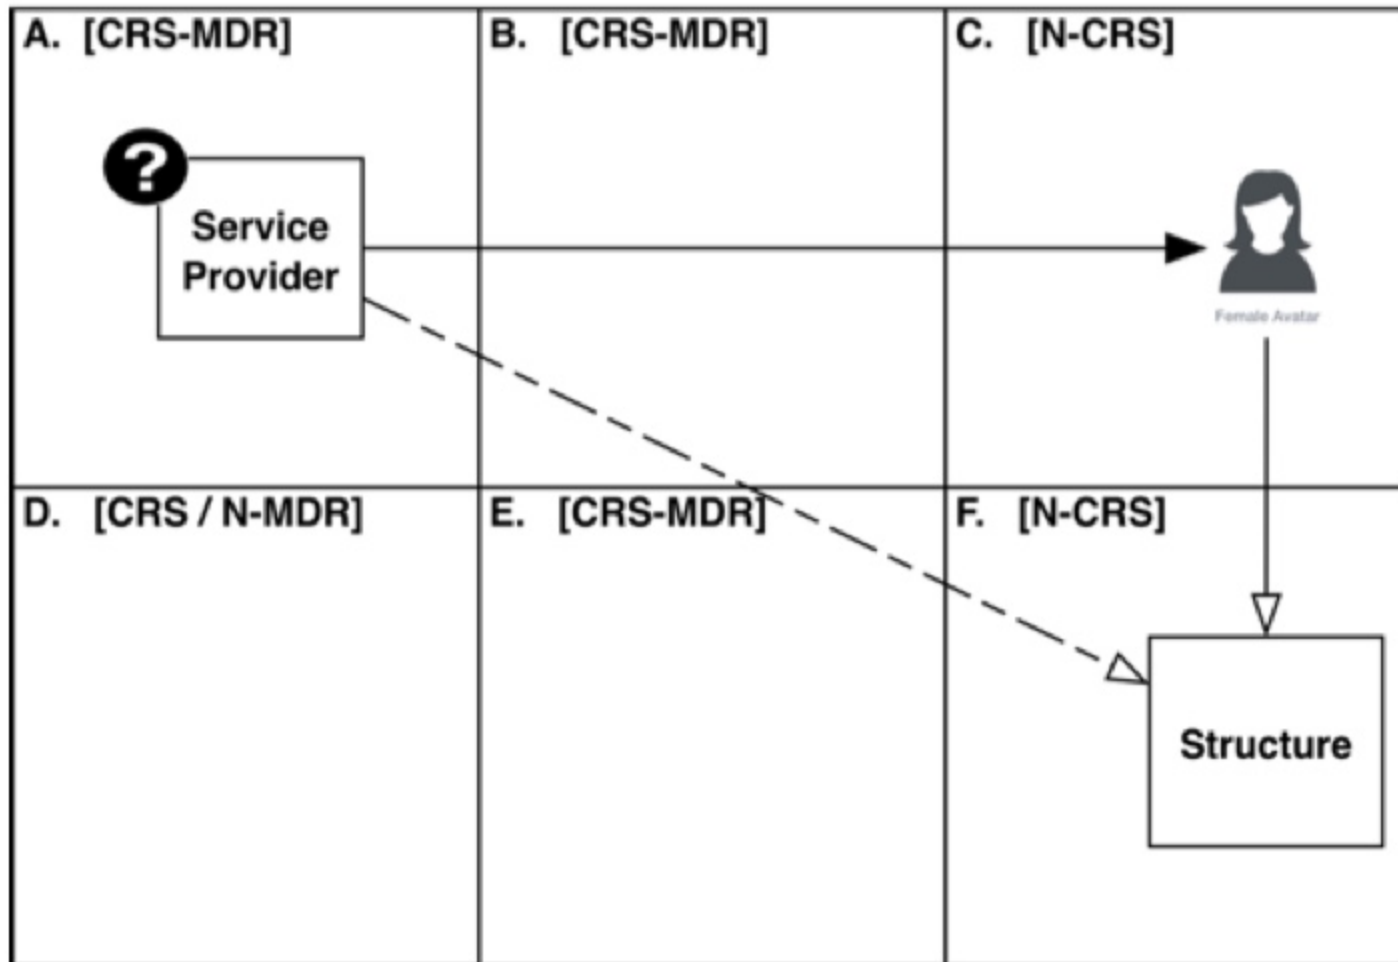 A. [CRS-MDR]
B. [CRS-MDR]
C. [N-CRS]
?
Service
Provider
Female Avatar
D. [CRS / N-MDR]
E. [CRS-MDR]
F. [N-CRS]
Structure